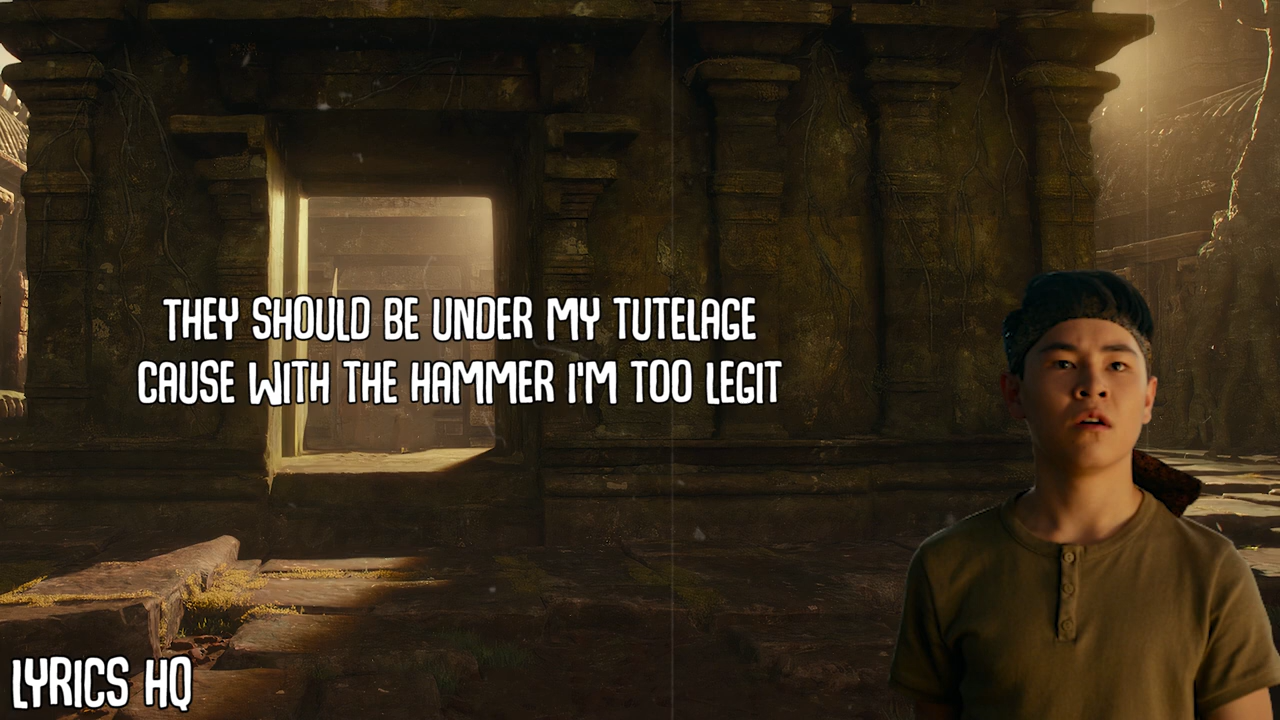 THEY SHOULD BE UNDER MY TUTELAGE
CAUSE WITH THE HAMMER I'M TOO LEGIT
LYRICS HQ